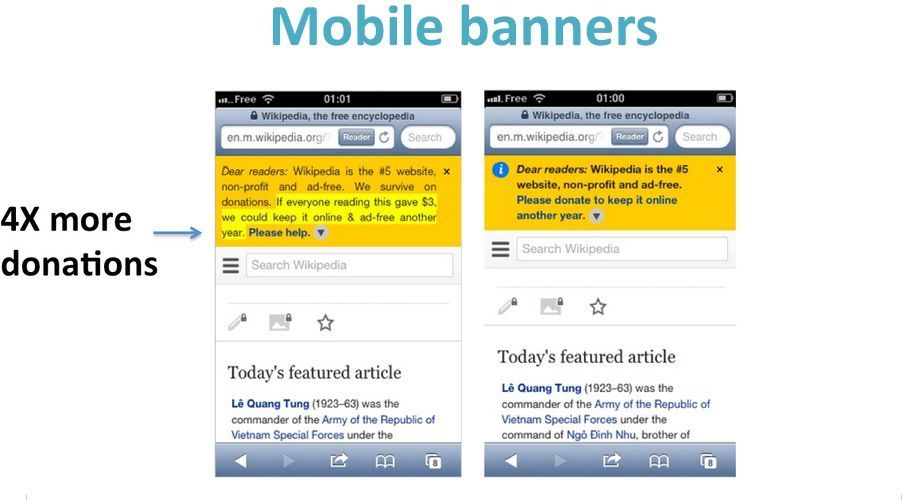 Mobile banners
4X more
donations
Free 01:01
Wikipedia, the free encyclopedia
en.m.wikipedia.org/ Reader Search
Dear readers: Wikipedia is the #5 website, x
non-profit and ad-free. We survive on
donations. If everyone reading this gave $3,
we could keep it online & ad-free another
year. Please help.
Search Wikipedia
Today's featured article
Lê Quang Tung (1923–63) was the
commander of the Army of the Republic of
Vietnam Special Forces under the
8
Free 01:00
Wikipedia, the free encyclopedia
en.m.wikipedia.org/ Reader Search
i Dear readers: Wikipedia is the #5 x
website, non-profit and ad-free.
Please donate to keep it online
another year.
Search Wikipedia
Today's featured article
Lê Quang Tung (1923–63) was the
commander of the Army of the Republic of
Vietnam Special Forces under the
command of Ngô Đình Nhu, brother of
8